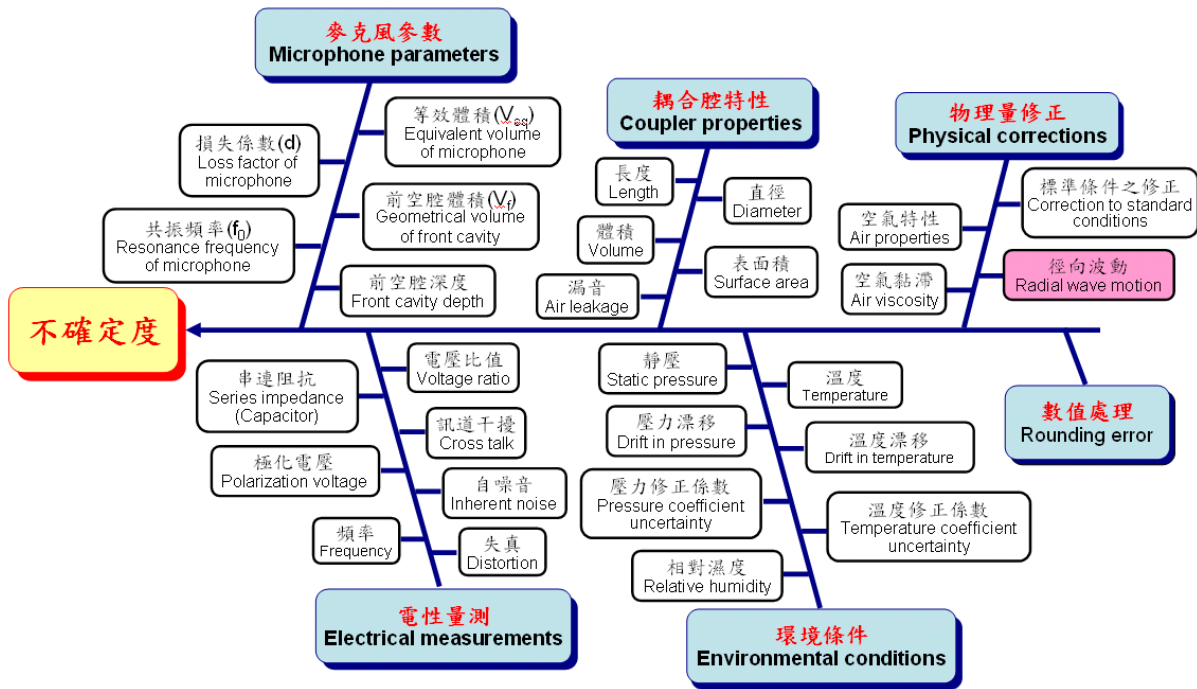 麥克風參數
Microphone parameters
等效體積(Veq)
Equivalent volume
of microphone
損失係數(d)
Loss factor of
microphone
前空腔體積(Vf)
Geometrical volume
of front cavity
共振頻率(f0)
Resonance frequency
of microphone
前空腔深度
Front cavity depth
耦合腔特性
Coupler properties
長度
Length
直徑
Diameter
體積
Volume
表面積
Surface area
漏音
Air leakage
物理量修正
Physical corrections
標準條件之修正
Correction to standard
conditions
空氣特性
Air properties
徑向波動
Radial wave motion
空氣黏滯
Air viscosity
不確定度
電壓比值
Voltage ratio
串連阻抗
Series impedance
(Capacitor)
訊道干擾
Cross talk
極化電壓
Polarization voltage
自噪音
Inherent noise
頻率
Frequency
失真
Distortion
電性量測
Electrical measurements
靜壓
Static pressure
溫度
Temperature
壓力漂移
Drift in pressure
溫度漂移
Drift in temperature
壓力修正係數
Pressure coefficient
uncertainty
溫度修正係數
Temperature coefficient
uncertainty
相對濕度
Relative humidity
環境條件
Environmental conditions
數值處理
Rounding error